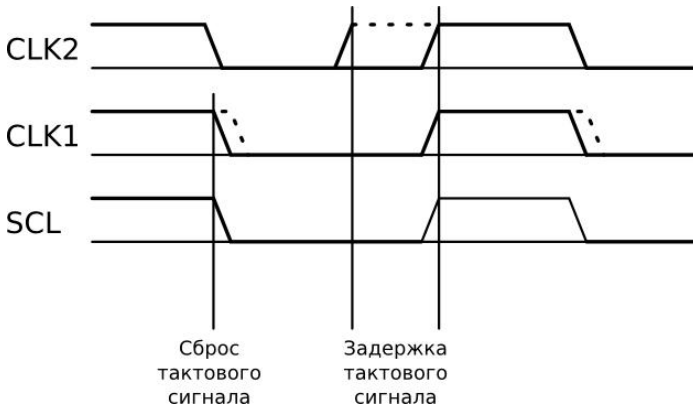 CLK2
CLK1
SCL
Сброс
тактового
сигнала
Задержка
тактового
сигнала